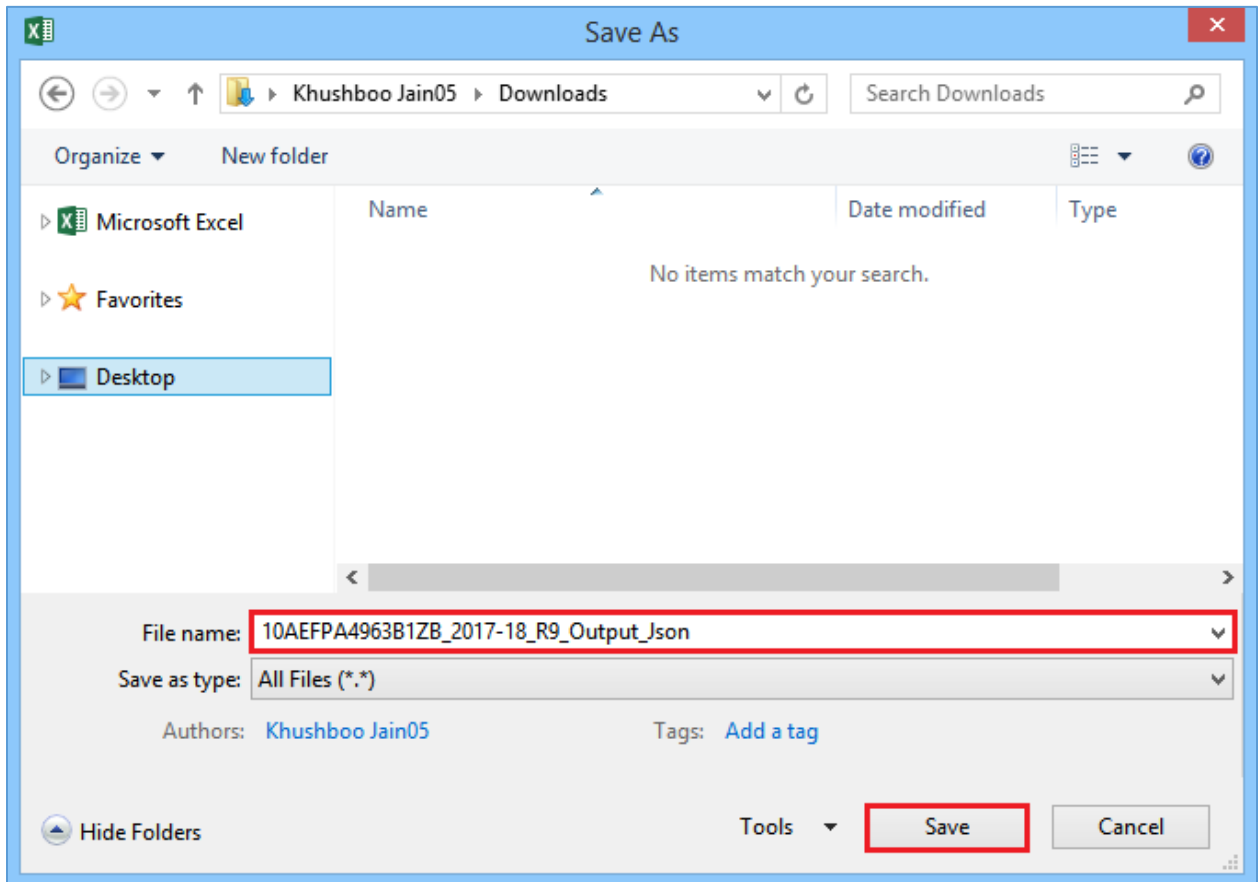 Save As
Khushboo Jain05 Downloads Search Downloads
Organize New folder
Name Date modified Type
Microsoft Excel
No items match your search.
Favorites
Desktop
File name: 10AEFPA4963B1ZB_2017-18_R9_Output_Json
Save as type: All Files (*.*)
Authors: Khushboo Jain05 Tags: Add a tag
Hide Folders Tools Save Cancel